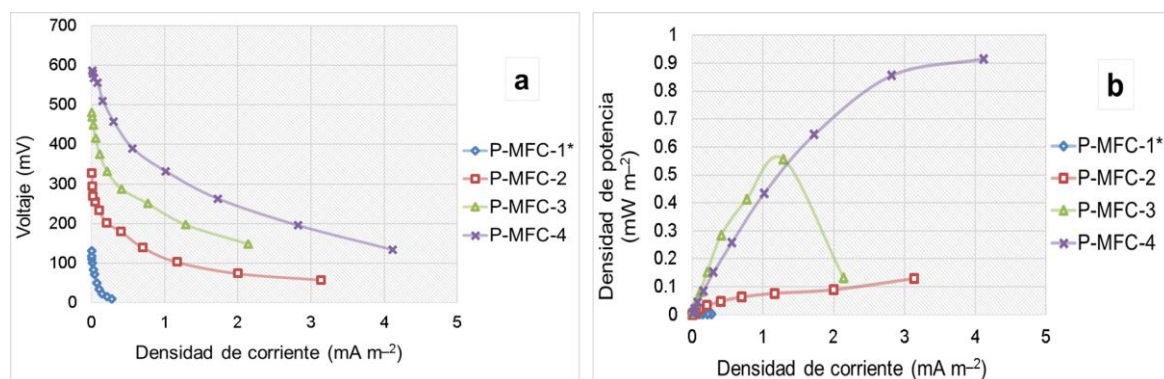 700
600
500
400
300
200
100
0
Voltaje (mV)
0 1 2 3 4 5
Densidad de corriente (mA m⁻²)
a
P-MFC-1*
P-MFC-2
P-MFC-3
P-MFC-4
1
0.9
0.8
0.7
0.6
0.5
0.4
0.3
0.2
0.1
0
Densidad de potencia
(mW m⁻²)
0 1 2 3 4 5
Densidad de corriente (mA m⁻²)
b
P-MFC-1*
P-MFC-2
P-MFC-3
P-MFC-4